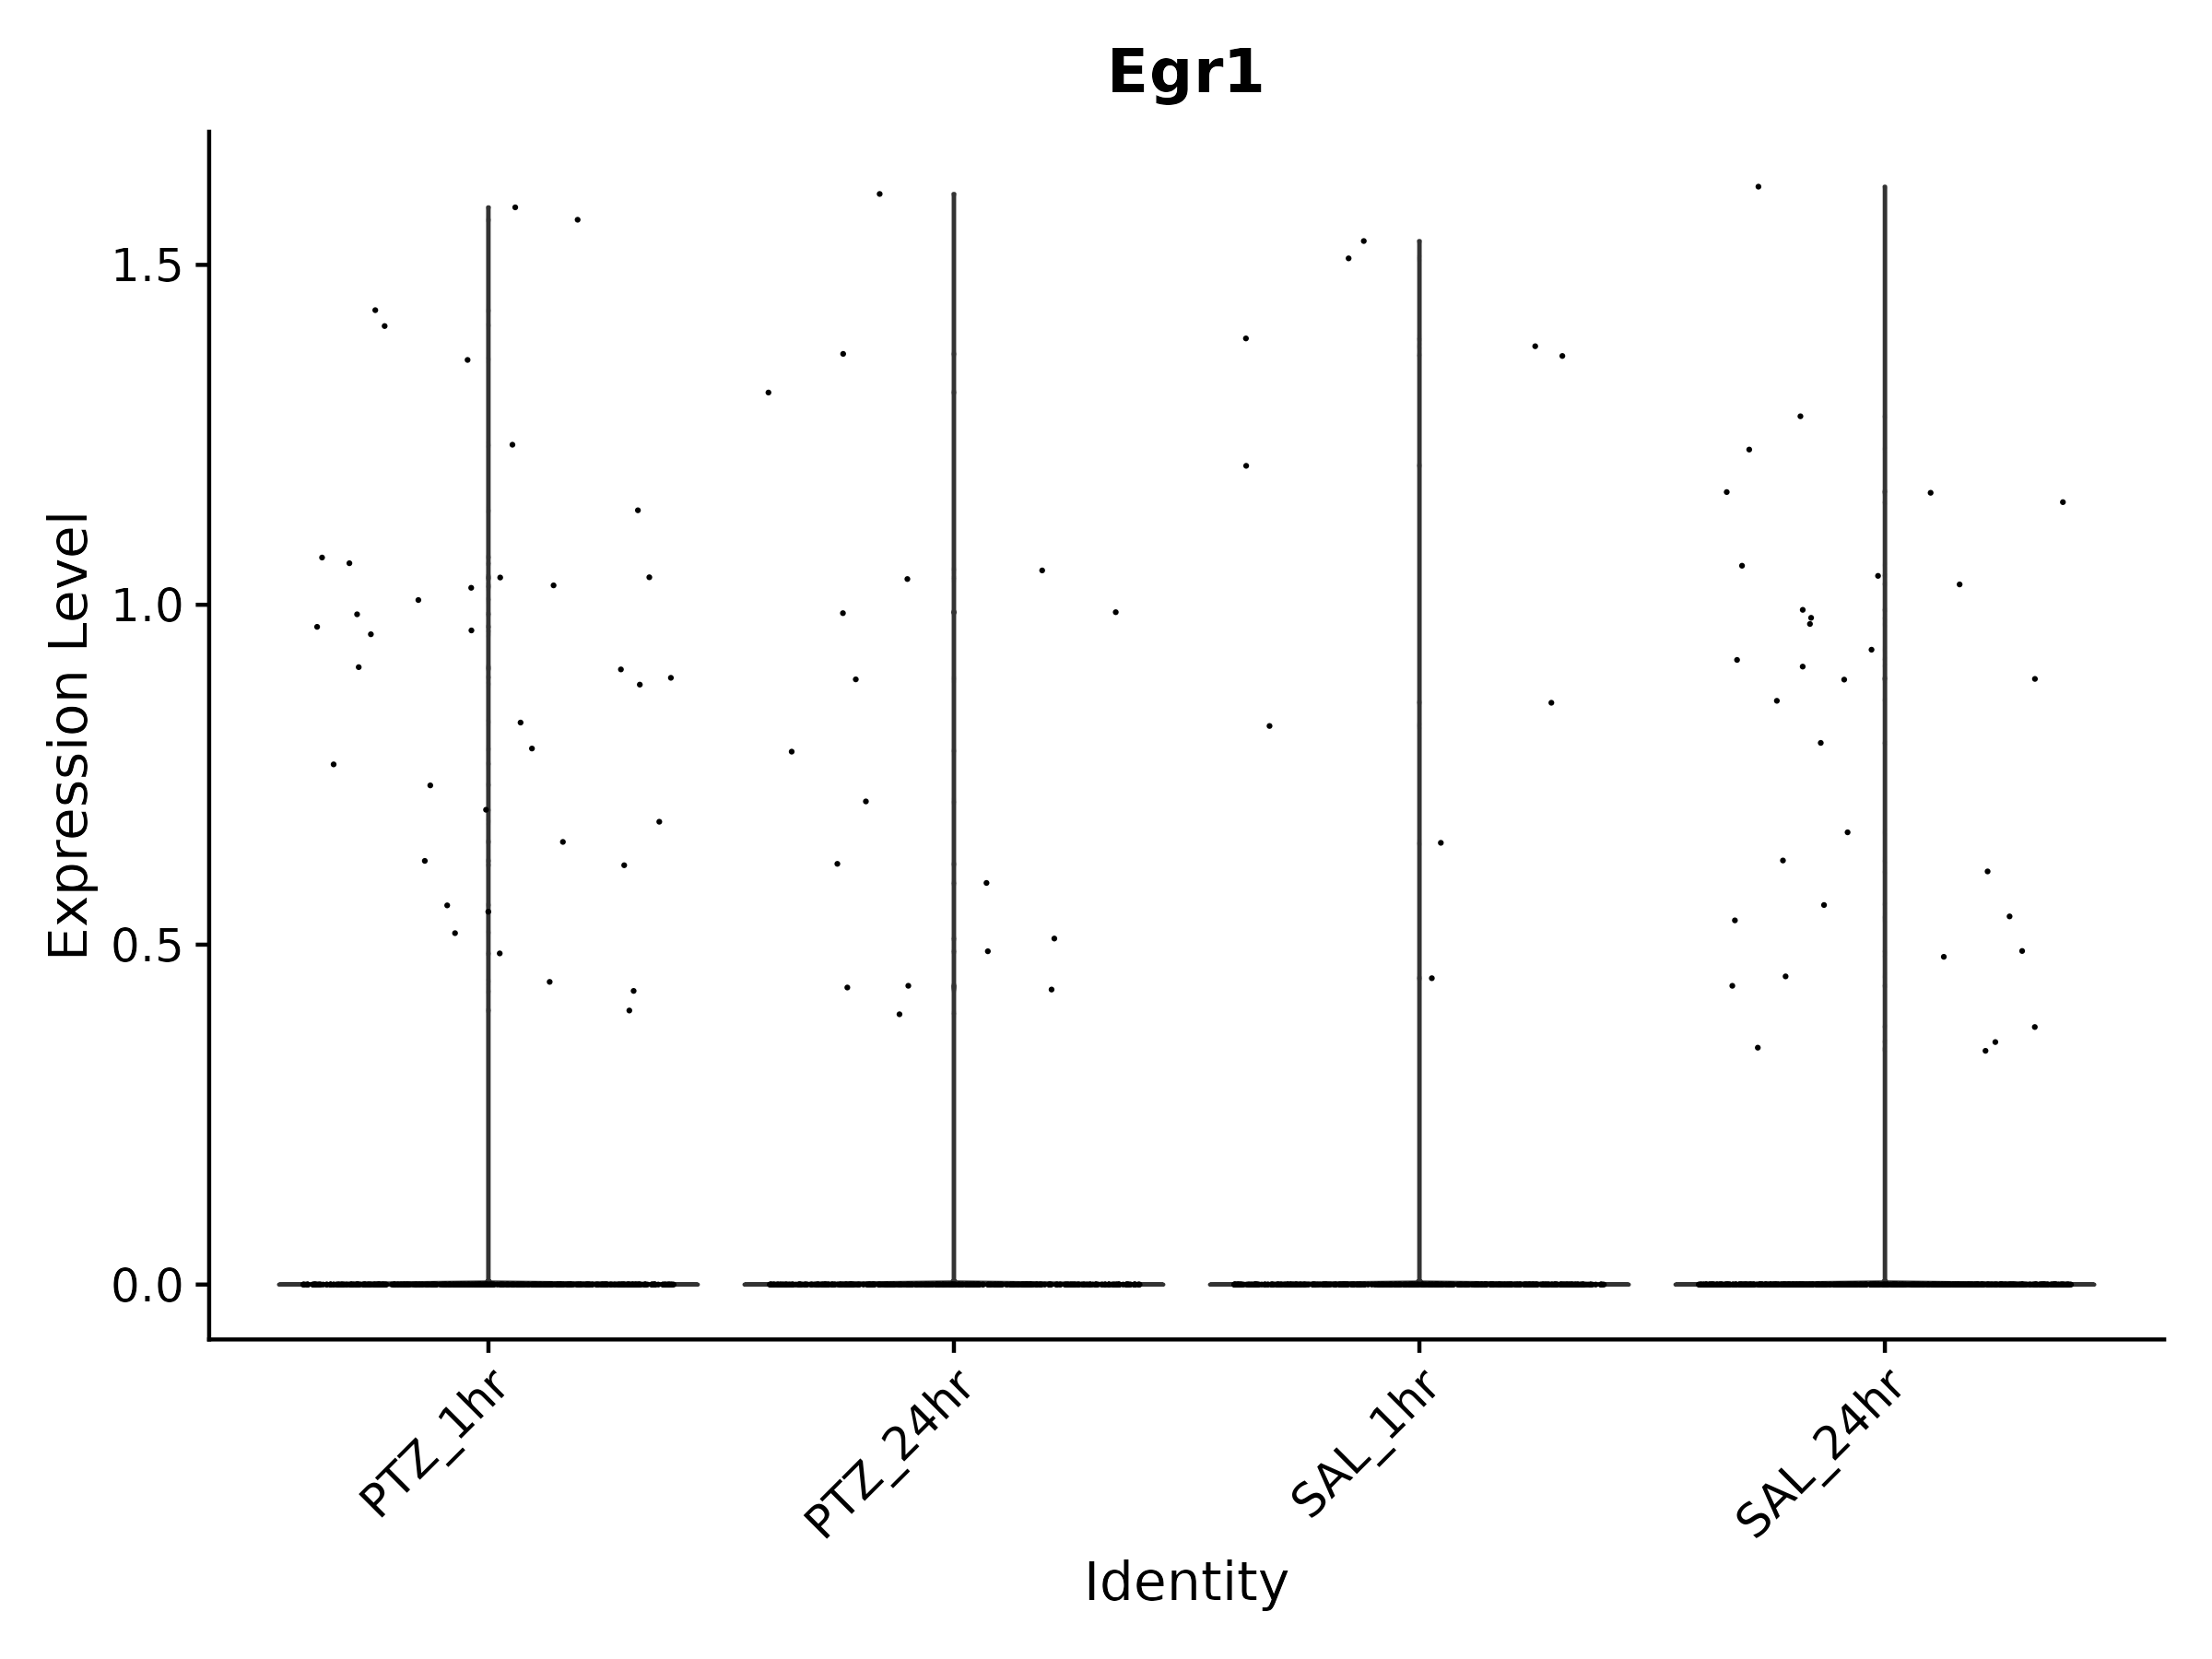 Egr1
Expression Level
1.5
1.0
0.5
0.0
PTZ_1hr
PTZ_24hr
SAL_1hr
SAL_24hr
Identity